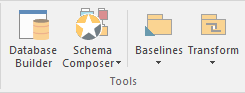 Database Schema Baselines Transform
Builder Composer
Tools